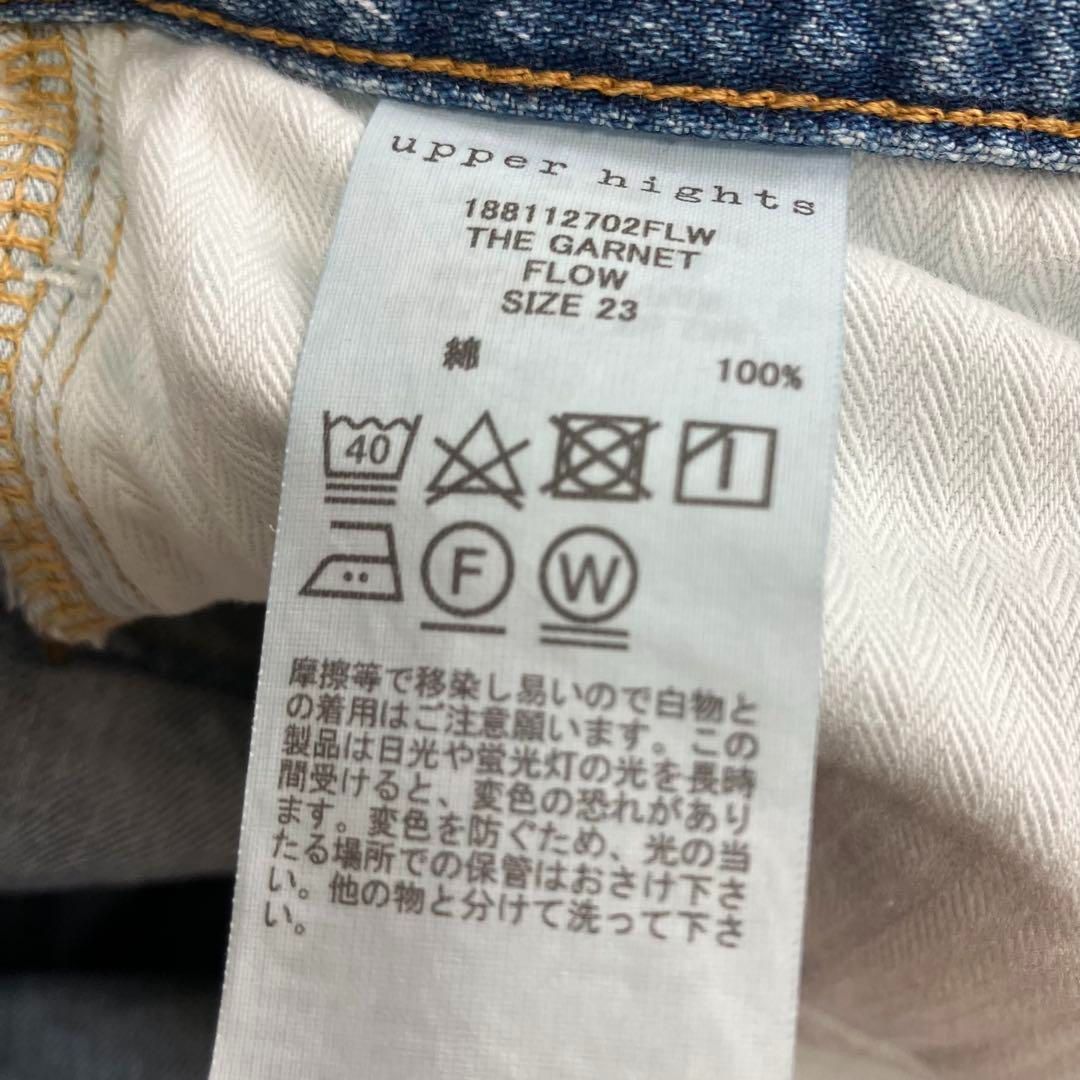 upper hights
188112702FLW
THE GARNET
FLOW
SIZE 23
綿 100%
40
F W
摩擦等で移染し易いので白物と
の着用はご注意願います。この
製品は日光や蛍光灯の光を長時
間受けると、変色の恐れがあり
ます。変色を防ぐため、光の当
たる場所での保管はおさけ下さ
い。他の物と分けて洗って下さ
い。